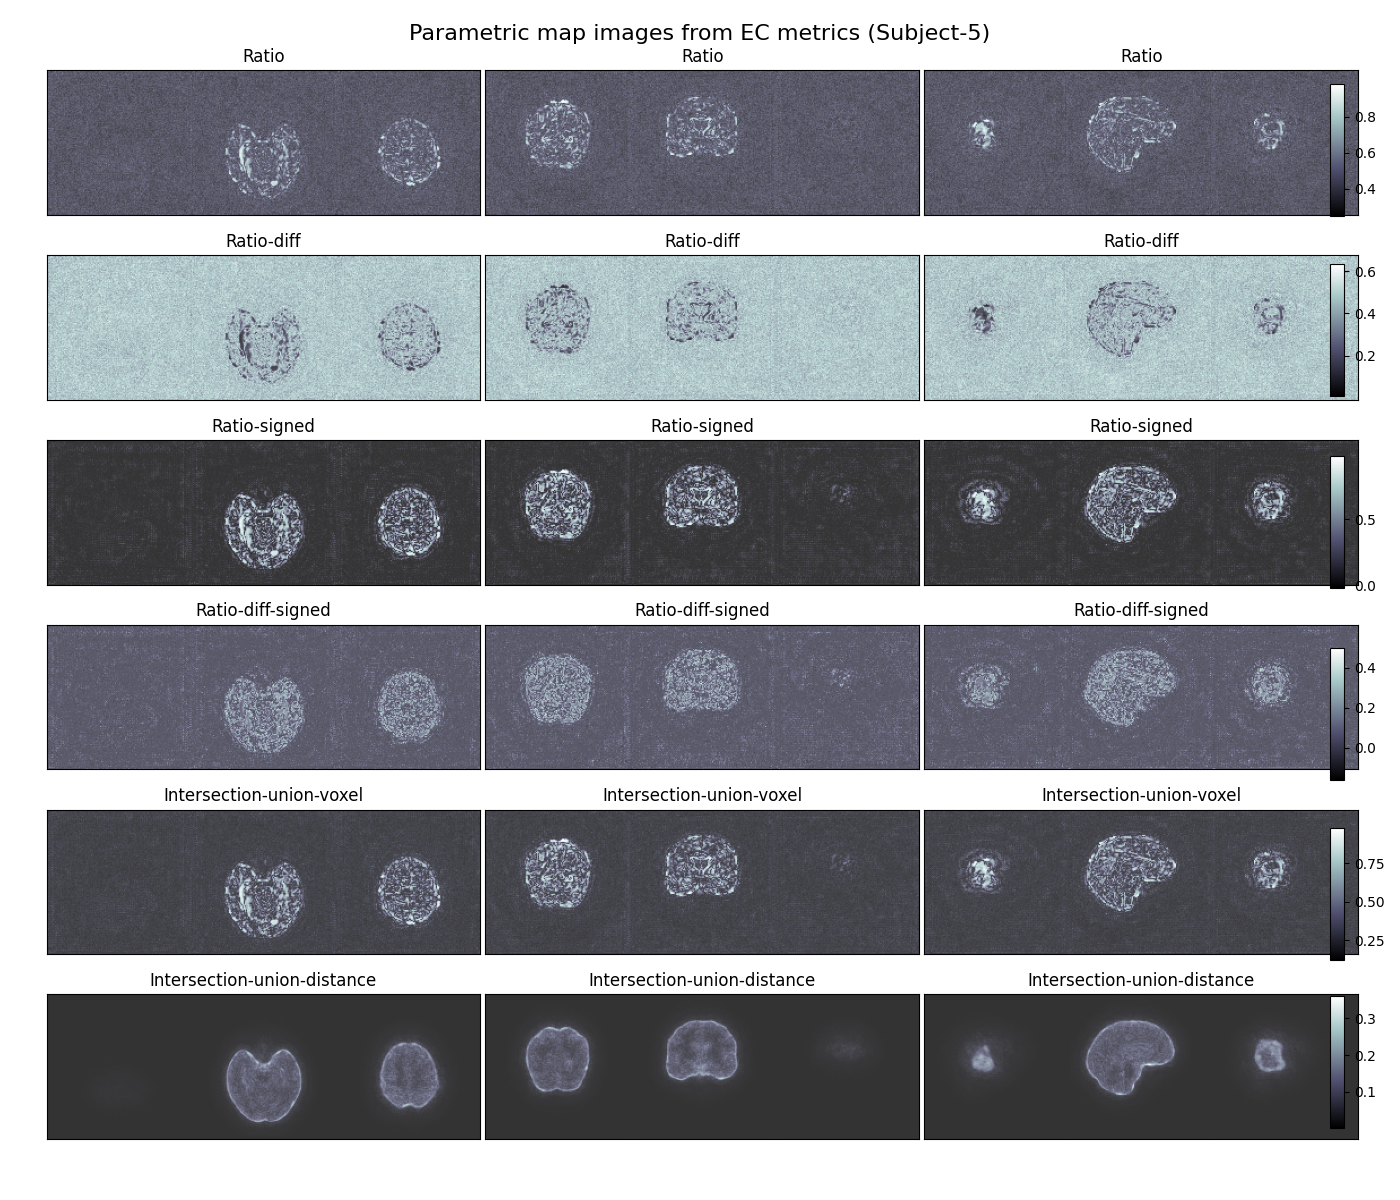 Parametric map images from EC metrics (Subject-5)
Ratio Ratio Ratio
0.8
0.6
0.4
Ratio-diff Ratio-diff Ratio-diff
0.6
0.4
0.2
Ratio-signed Ratio-signed Ratio-signed
0.5
0.0
Ratio-diff-signed Ratio-diff-signed Ratio-diff-signed
0.4
0.2
0.0
Intersection-union-voxel Intersection-union-voxel Intersection-union-voxel
0.75
0.50
0.25
Intersection-union-distance Intersection-union-distance Intersection-union-distance
0.3
0.2
0.1